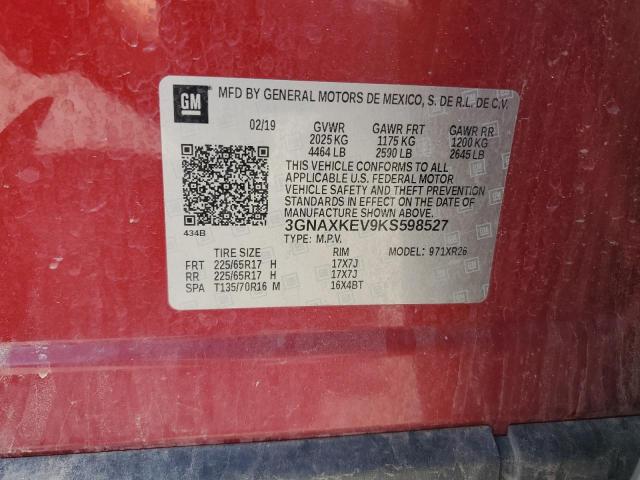 GM
MFD BY GENERAL MOTORS DE MEXICO, S. DE R.L. DE C.V.
02/19 GVWR GAWR FRT GAWR RR
2025 KG 1175 KG 1200 KG
4464 LB 2590 LB 2645 LB
THIS VEHICLE CONFORMS TO ALL
APPLICABLE U.S. FEDERAL MOTOR
VEHICLE SAFETY AND THEFT PREVENTION
STANDARDS IN EFFECT ON THE DATE OF
MANUFACTURE SHOWN ABOVE.
434B 3GNAXKEV9KS598527
TYPE: M.P.V. MODEL: 971XR26
TIRE SIZE RIM
FRT 225/65R17 H 17X7J
RR 225/65R17 H 17X7J
SPA T135/70R16 M 16X4BT